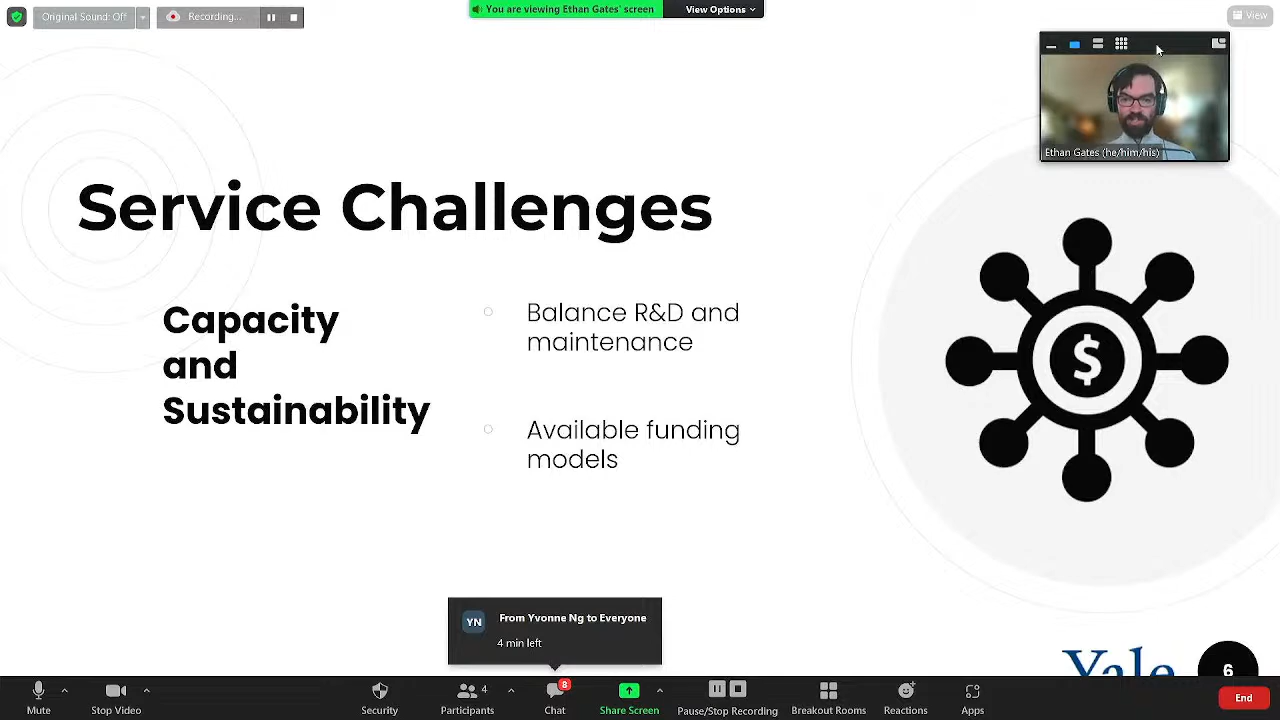 Original Sound: Off
Recording...
You are viewing Ethan Gates' screen
View Options
View
Ethan Gates (he/him/his)
Service Challenges
Capacity
and
Sustainability
Balance R&D and
maintenance
Available funding
models
$
YN
From Yvonne Ng to Everyone
4 min left
Yale
6
Mute
Stop Video
Security
4
Participants
8
Chat
Share Screen
Pause/Stop Recording
Breakout Rooms
Reactions
Apps
End